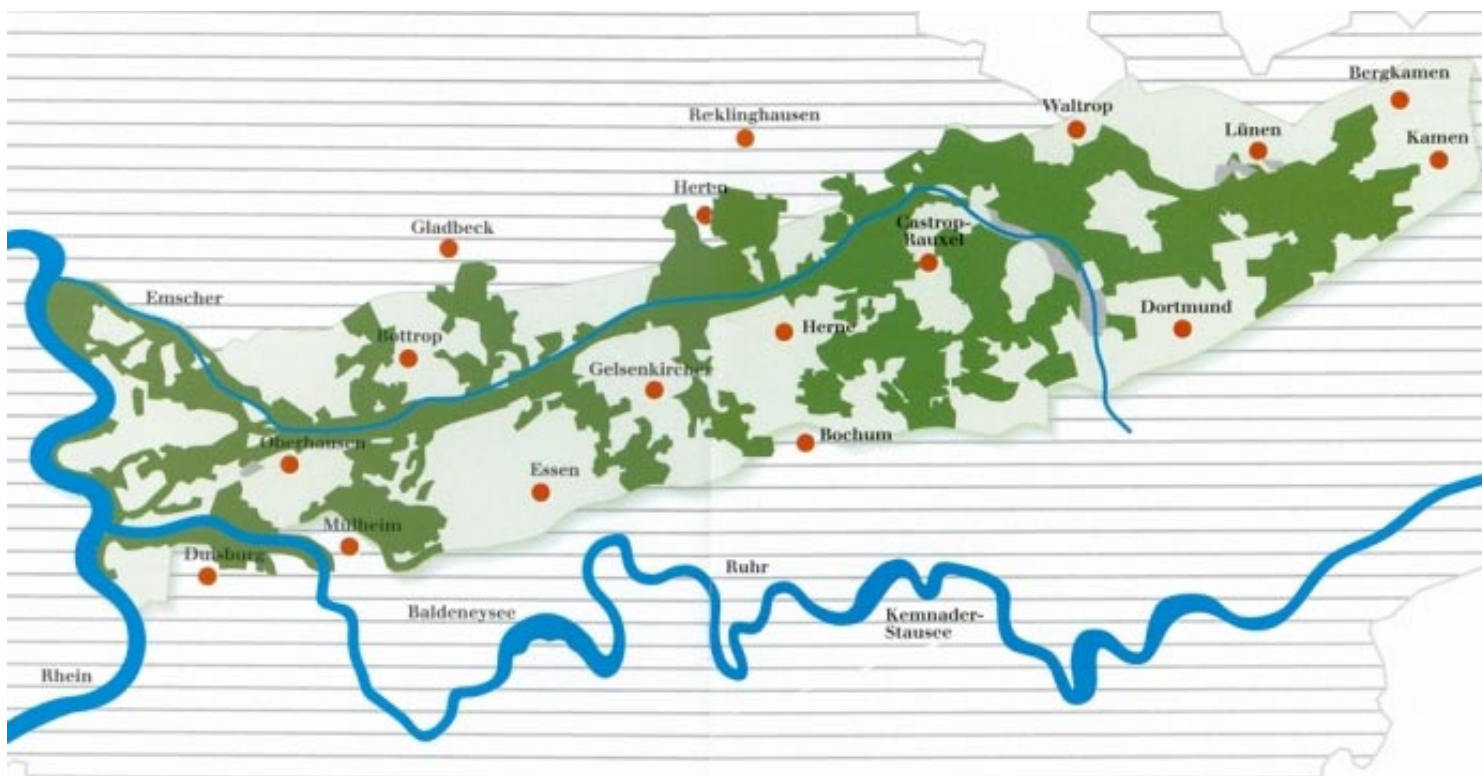 Bergkamen
Waltrop
Reklinghausen
Lünen
Kamen
Herten
Gladbeck
Castrop-
Rauxel
Emscher
Dortmund
Bottrop
Herne
Gelsenkirchen
Bochum
Oberhausen
Essen
Mülheim
Duisburg
Ruhr
Baldeneysee
Kemnader-
Stausee
Rhein